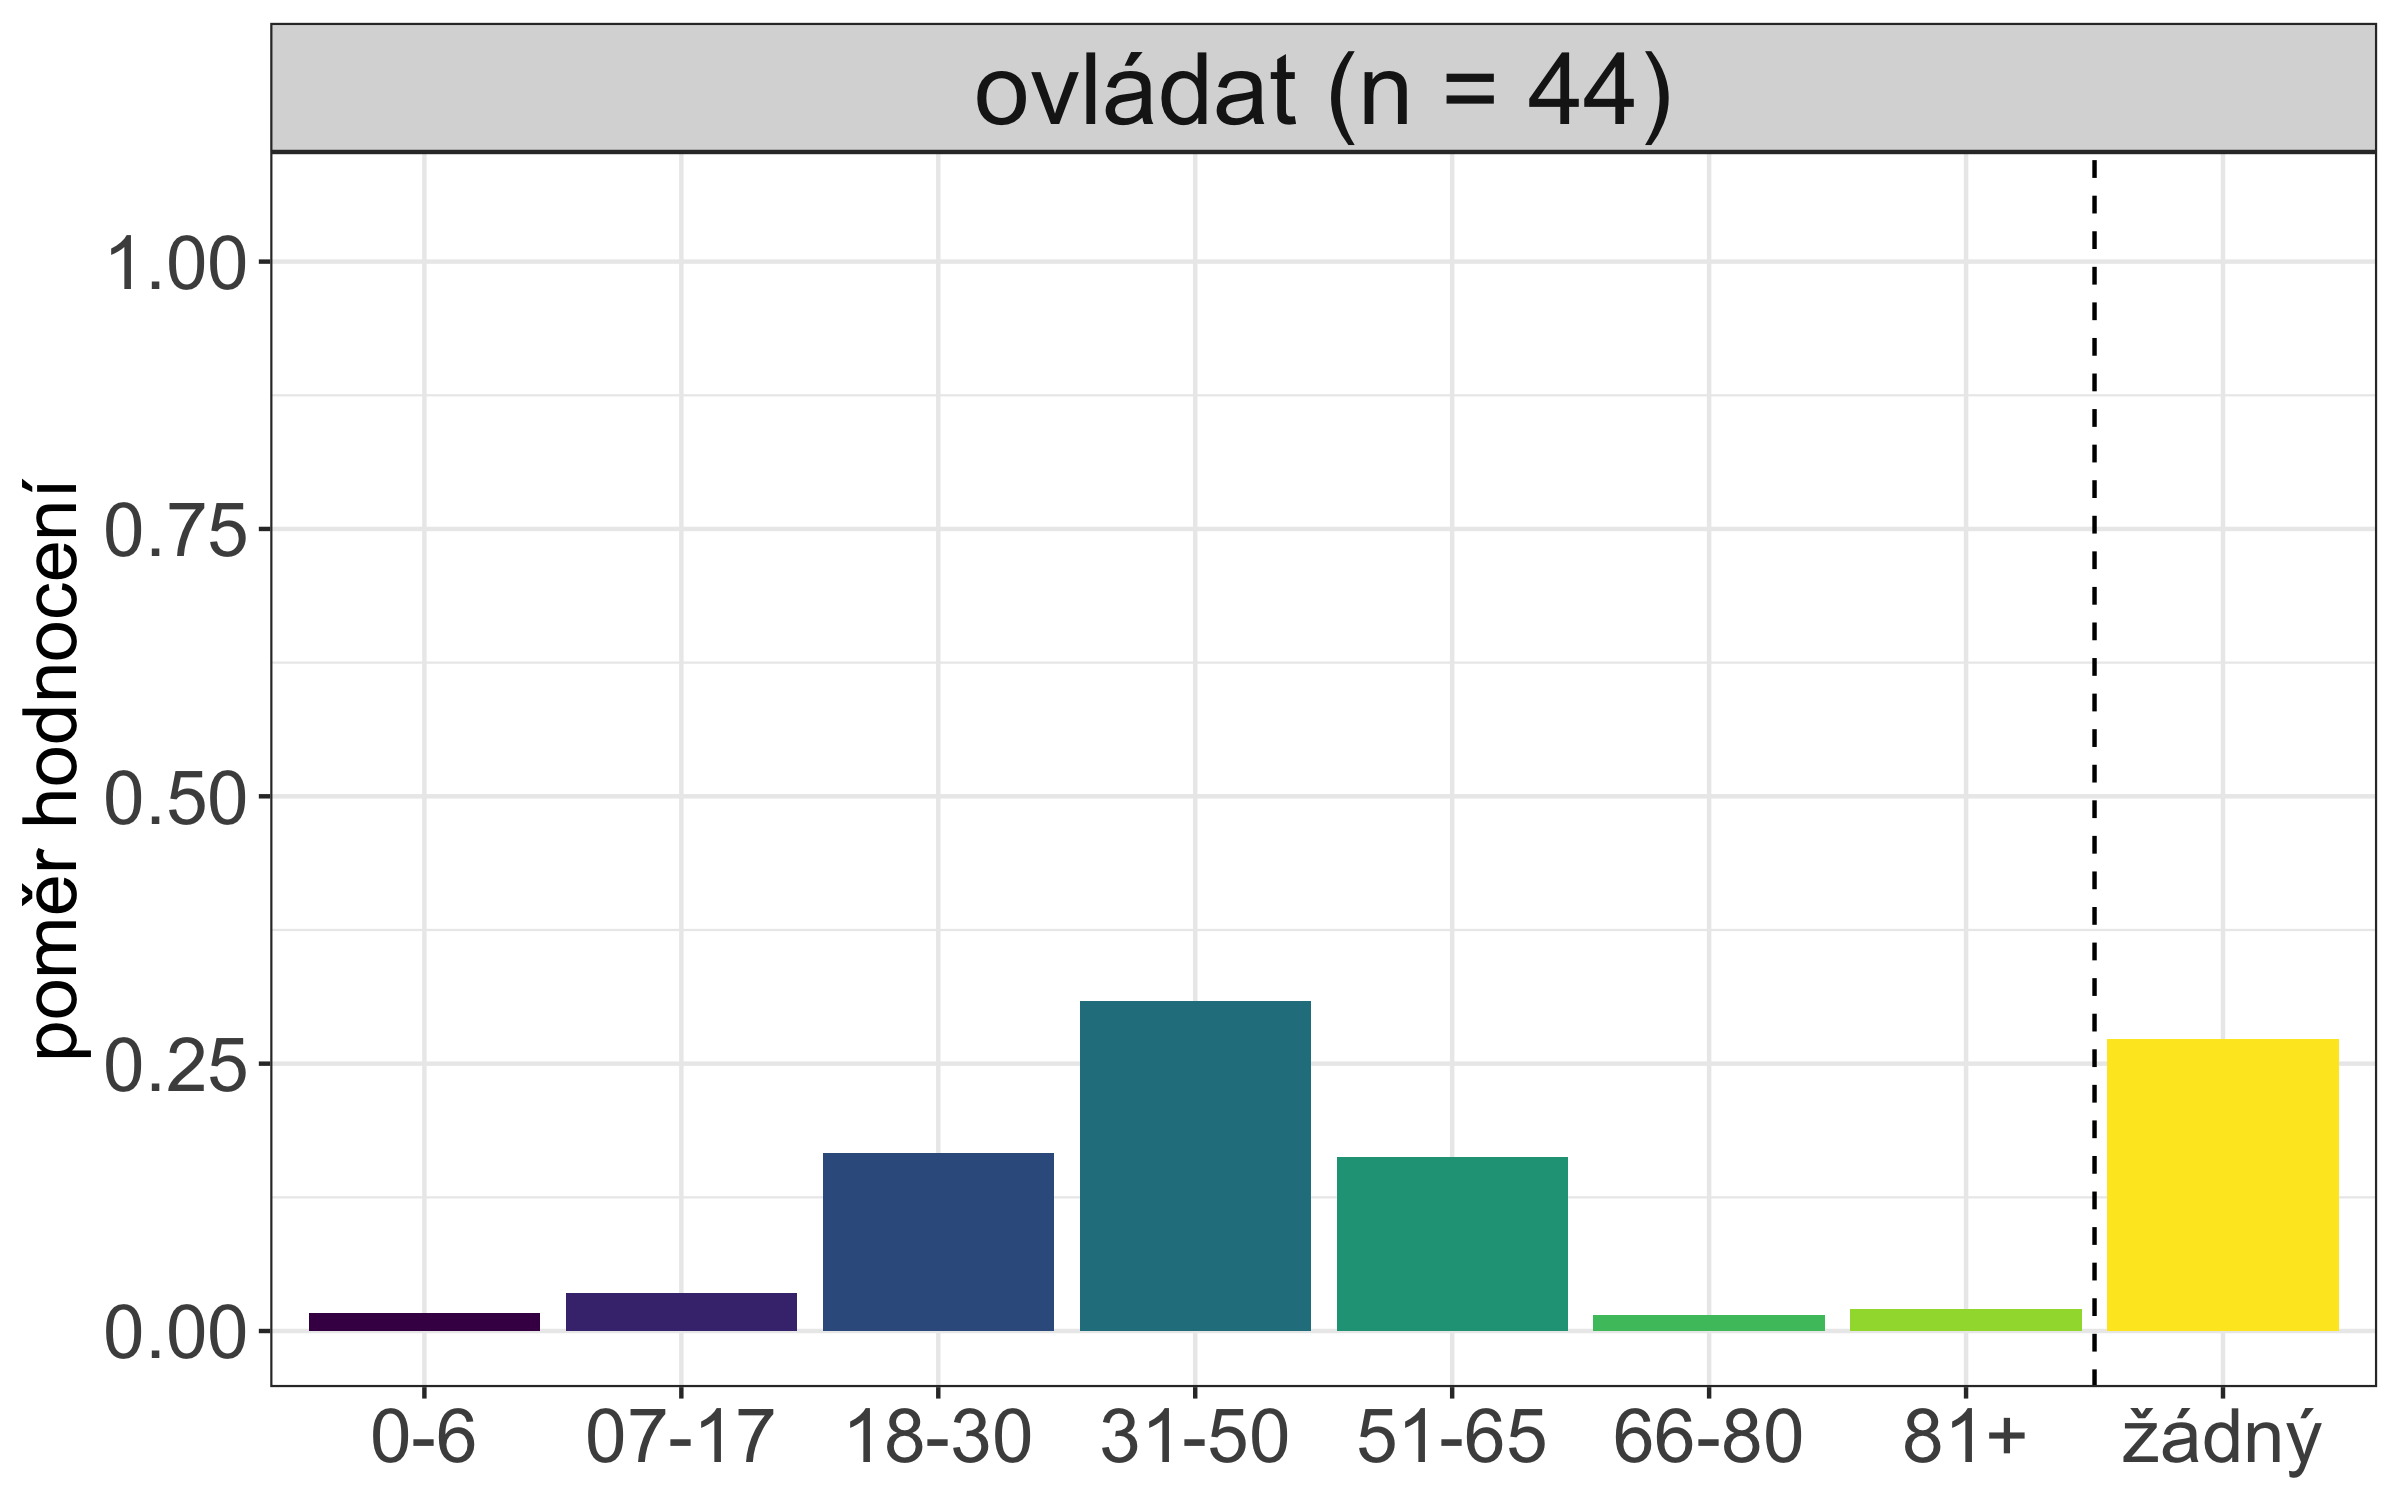 ovládat (n = 44)
poměr hodnocení
1.00
0.75
0.50
0.25
0.00
0-6 07-17 18-30 31-50 51-65 66-80 81+ žádný